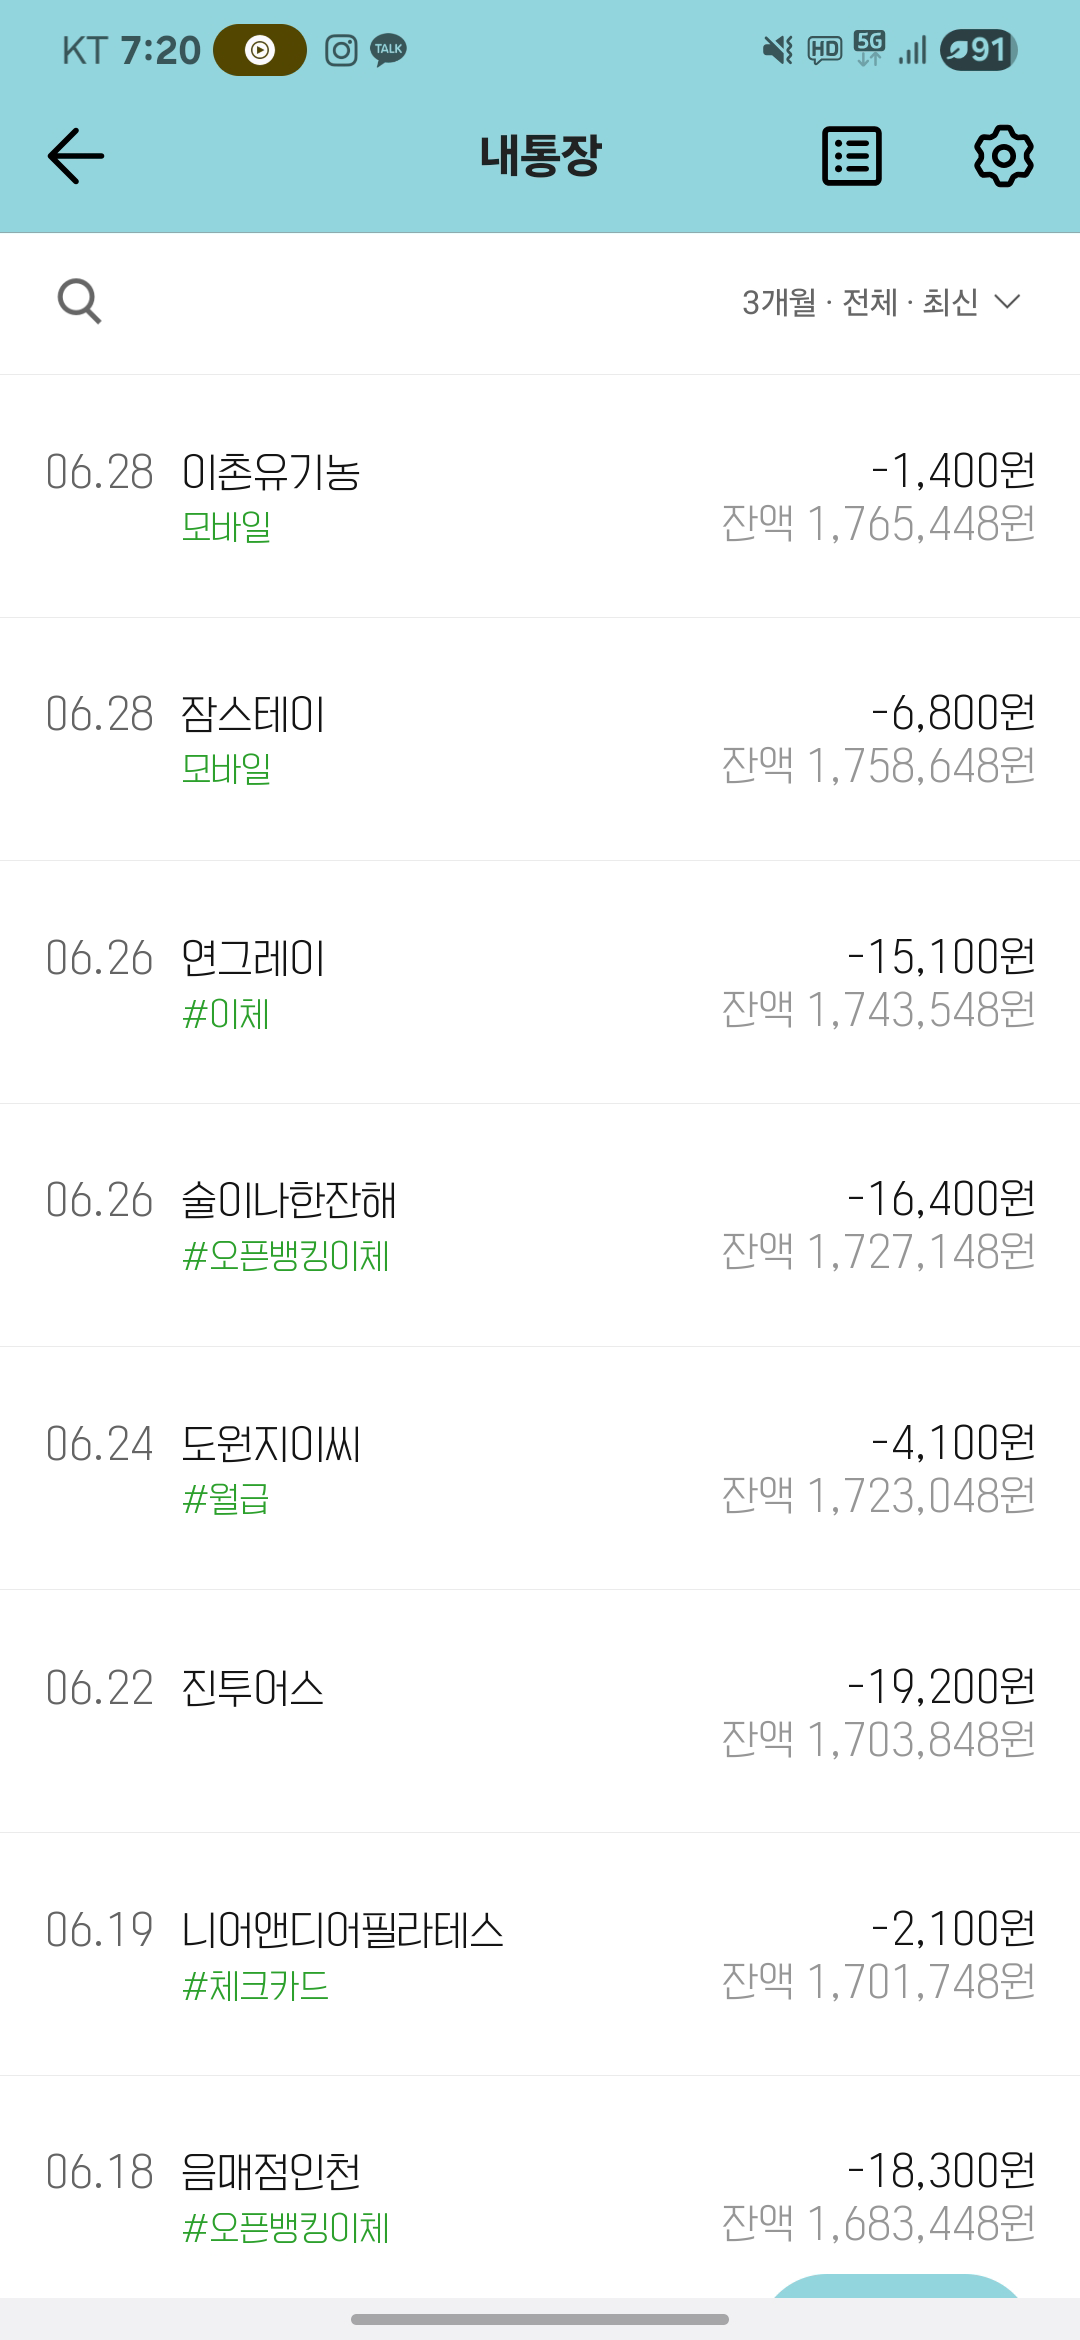 KT 7:20 TALK HD 5G 91
내통장
3개월 · 전체 · 최신
06.28 이촌유기농 -1,400원
모바일 잔액 1,765,448원
06.28 잠스테이 -6,800원
모바일 잔액 1,758,648원
06.26 연그레이 -15,100원
#이체 잔액 1,743,548원
06.26 술이나한잔해 -16,400원
#오픈뱅킹이체 잔액 1,727,148원
06.24 도원지이씨 -4,100원
#월급 잔액 1,723,048원
06.22 진투어스 -19,200원
잔액 1,703,848원
06.19 니어앤디어필라테스 -2,100원
#체크카드 잔액 1,701,748원
06.18 음매점인천 -18,300원
#오픈뱅킹이체 잔액 1,683,448원